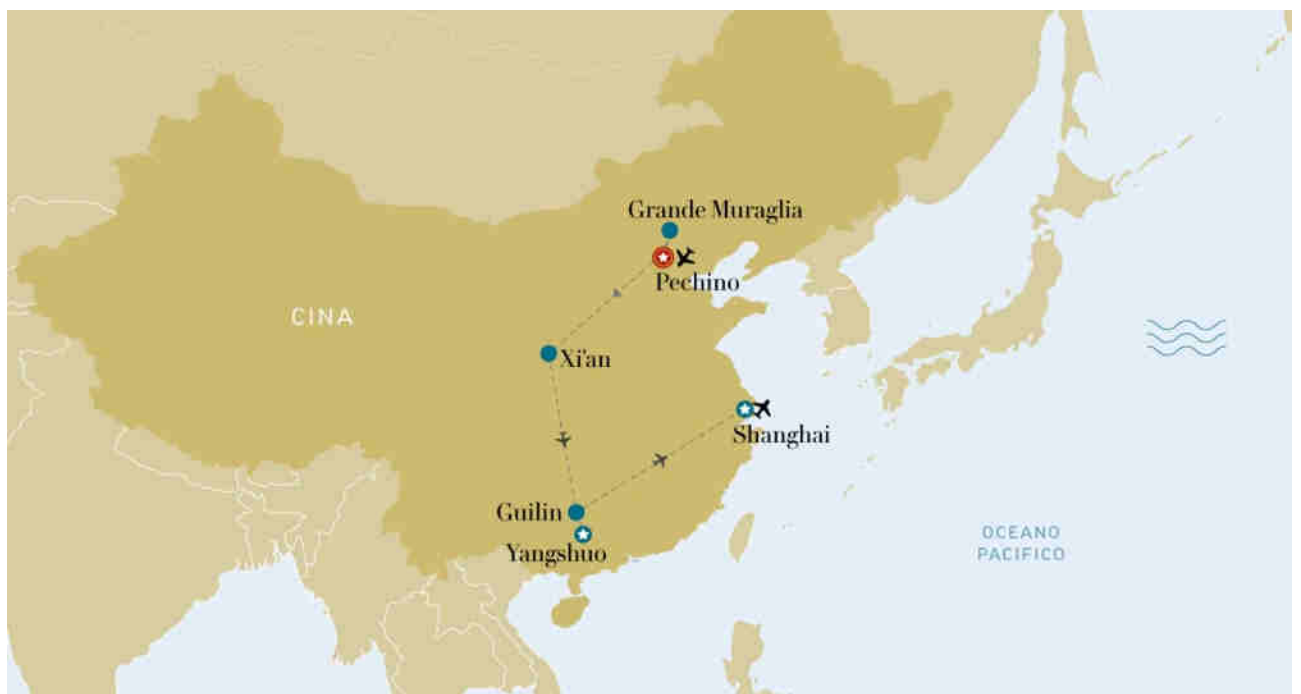 Grande Muraglia
Pechino
CINA
Xi'an
Shanghai
Guilin
Yangshuo
OCEANO
PACIFICO